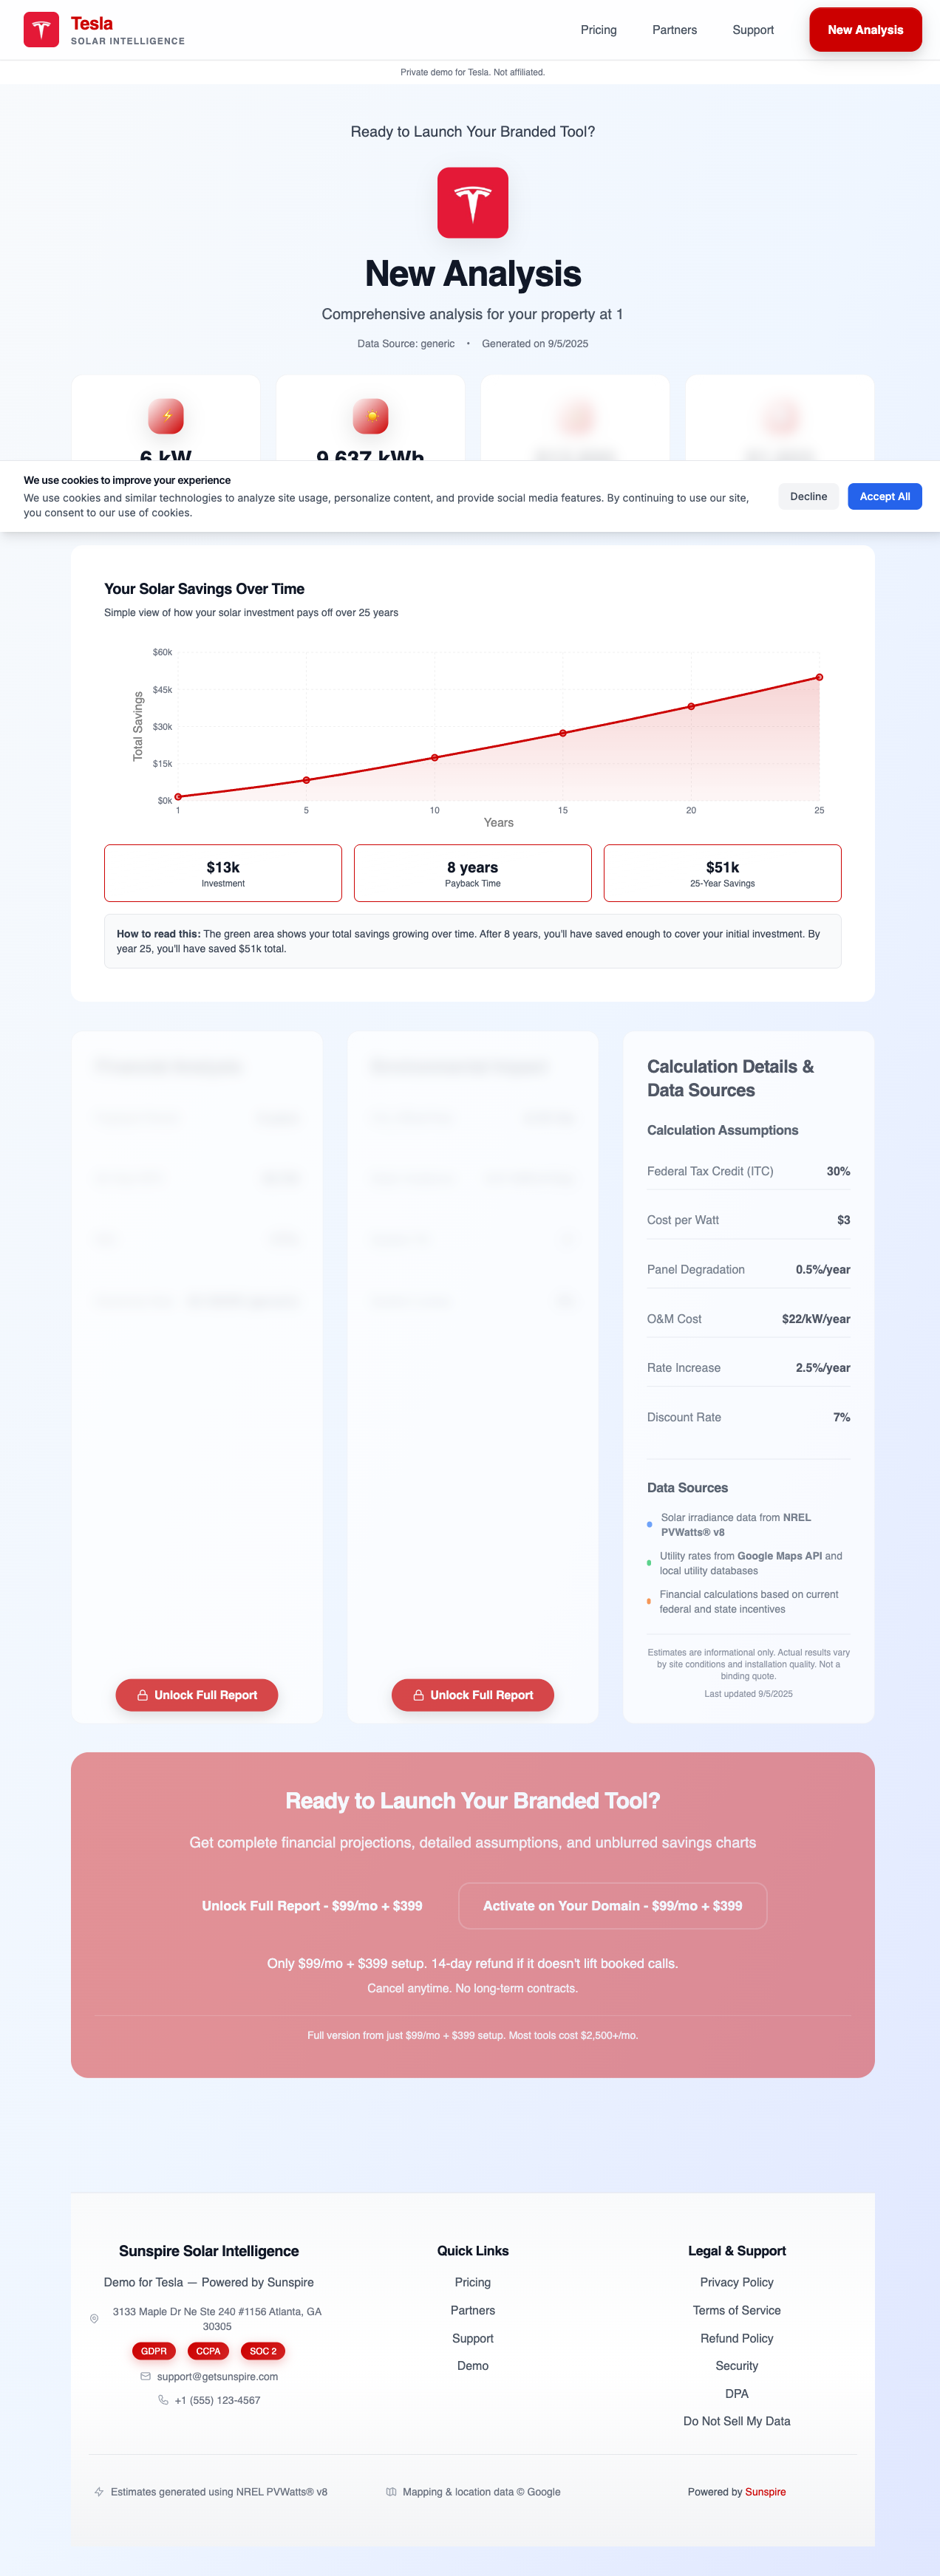 Tesla
SOLAR INTELLIGENCE
Pricing
Partners
Support
New Analysis
Private demo for Tesla. Not affiliated.
Ready to Launch Your Branded Tool?
New Analysis
Comprehensive analysis for your property at 1
Data Source: generic • Generated on 9/5/2025
6 kW
9,637 kWh
We use cookies to improve your experience
We use cookies and similar technologies to analyze site usage, personalize content, and provide social media features. By continuing to use our site,
you consent to our use of cookies.
Decline
Accept All
Your Solar Savings Over Time
Simple view of how your solar investment pays off over 25 years
$60k
$45k
$30k
$15k
$0k
Total Savings
1
5
10
15
20
25
Years
$13k
Investment
8 years
Payback Time
$51k
25-Year Savings
How to read this: The green area shows your total savings growing over time. After 8 years, you'll have saved enough to cover your initial investment. By
year 25, you'll have saved $51k total.
Unlock Full Report
Unlock Full Report
Calculation Details &
Data Sources
Calculation Assumptions
Federal Tax Credit (ITC) 30%
Cost per Watt $3
Panel Degradation 0.5%/year
O&M Cost $22/kW/year
Rate Increase 2.5%/year
Discount Rate 7%
Data Sources
Solar irradiance data from NREL
PVWatts® v8
Utility rates from Google Maps API and
local utility databases
Financial calculations based on current
federal and state incentives
Estimates are informational only. Actual results vary
by site conditions and installation quality. Not a
binding quote.
Last updated 9/5/2025
Ready to Launch Your Branded Tool?
Get complete financial projections, detailed assumptions, and unblurred savings charts
Unlock Full Report - $99/mo + $399
Activate on Your Domain - $99/mo + $399
Only $99/mo + $399 setup. 14-day refund if it doesn't lift booked calls.
Cancel anytime. No long-term contracts.
Full version from just $99/mo + $399 setup. Most tools cost $2,500+/mo.
Sunspire Solar Intelligence
Demo for Tesla — Powered by Sunspire
3133 Maple Dr Ne Ste 240 #1156 Atlanta, GA
30305
GDPR
CCPA
SOC 2
support@getsunspire.com
+1 (555) 123-4567
Quick Links
Pricing
Partners
Support
Demo
Legal & Support
Privacy Policy
Terms of Service
Refund Policy
Security
DPA
Do Not Sell My Data
Estimates generated using NREL PVWatts® v8
Mapping & location data © Google
Powered by Sunspire